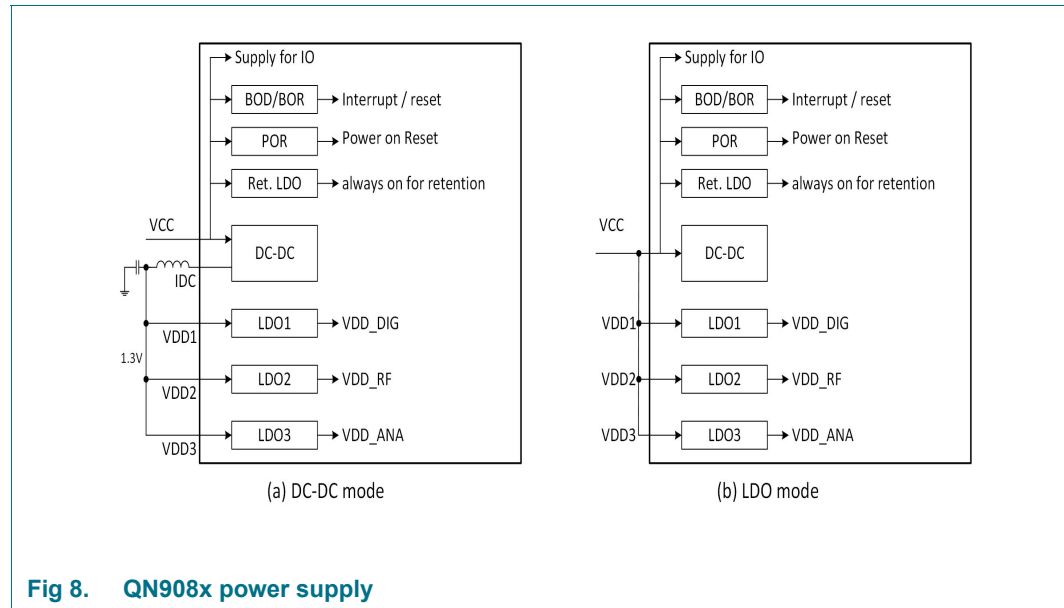 Supply for IO
BOD/BOR
Interrupt / reset
POR
Power on Reset
Ret. LDO
always on for retention
VCC
DC-DC
IDC
LDO1
VDD_DIG
VDD1
1.3V
LDO2
VDD_RF
VDD2
LDO3
VDD_ANA
VDD3
(a) DC-DC mode
Supply for IO
BOD/BOR
Interrupt / reset
POR
Power on Reset
Ret. LDO
always on for retention
VCC
DC-DC
VDD1
LDO1
VDD_DIG
VDD2
LDO2
VDD_RF
VDD3
LDO3
VDD_ANA
(b) LDO mode
Fig 8. QN908x power supply